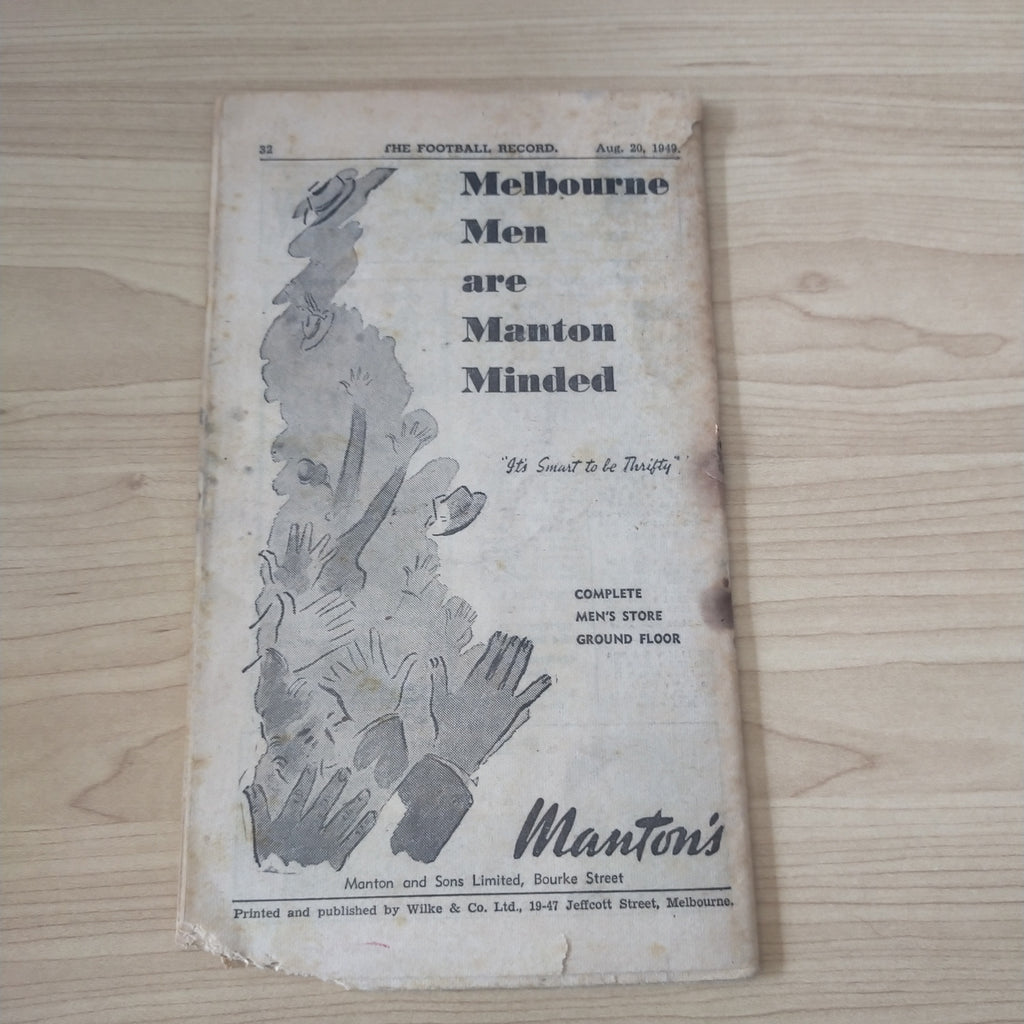 32 THE FOOTBALL RECORD. Aug. 20, 1949.
Melbourne
Men
are
Manton
Minded
"It's Smart to be Thrifty"
COMPLETE
MEN'S STORE
GROUND FLOOR
Manton's
Manton and Sons Limited, Bourke Street
Printed and published by Wilke & Co. Ltd., 19-47 Jeffcott Street, Melbourne.